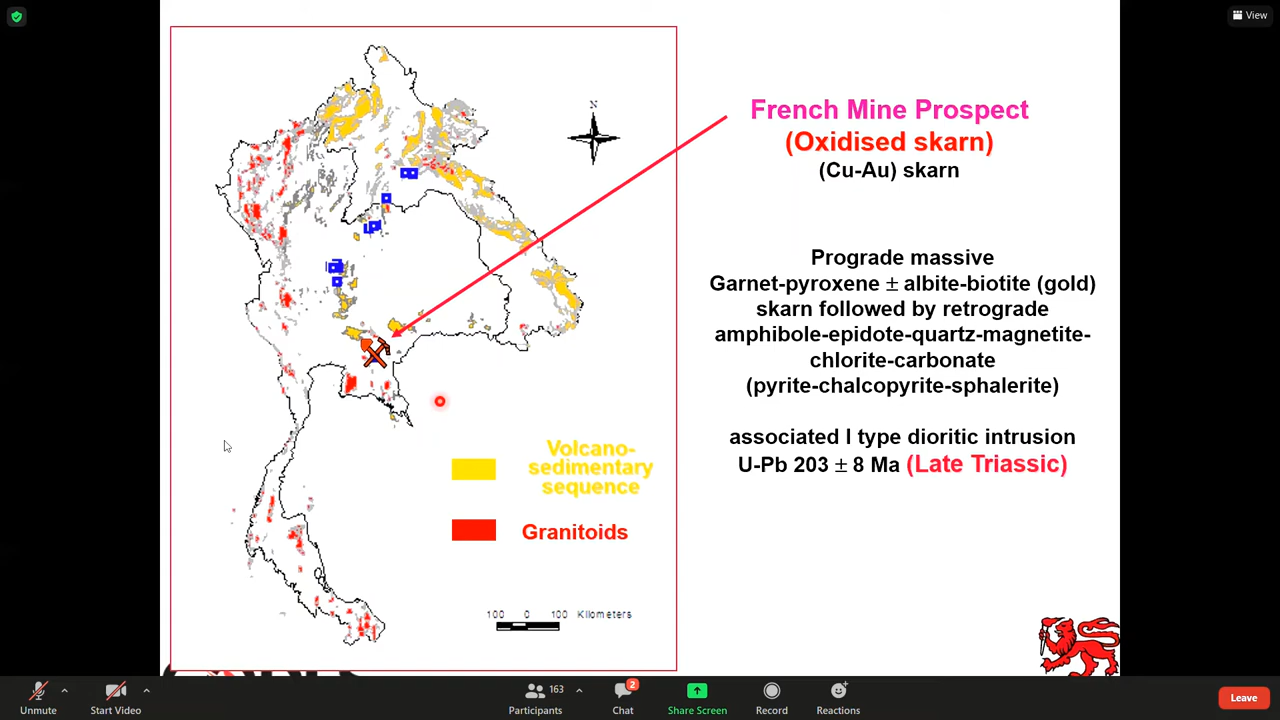 View
N
French Mine Prospect
(Oxidised skarn)
(Cu-Au) skarn
Prograde massive
Garnet-pyroxene ± albite-biotite (gold)
skarn followed by retrograde
amphibole-epidote-quartz-magnetite-
chlorite-carbonate
(pyrite-chalcopyrite-sphalerite)
associated I type dioritic intrusion
U-Pb 203 ± 8 Ma (Late Triassic)
Volcano-
sedimentary
sequence
Granitoids
100 0 100 Kilometers
Unmute
Start Video
163
Participants
2
Chat
Share Screen
Record
Reactions
Leave